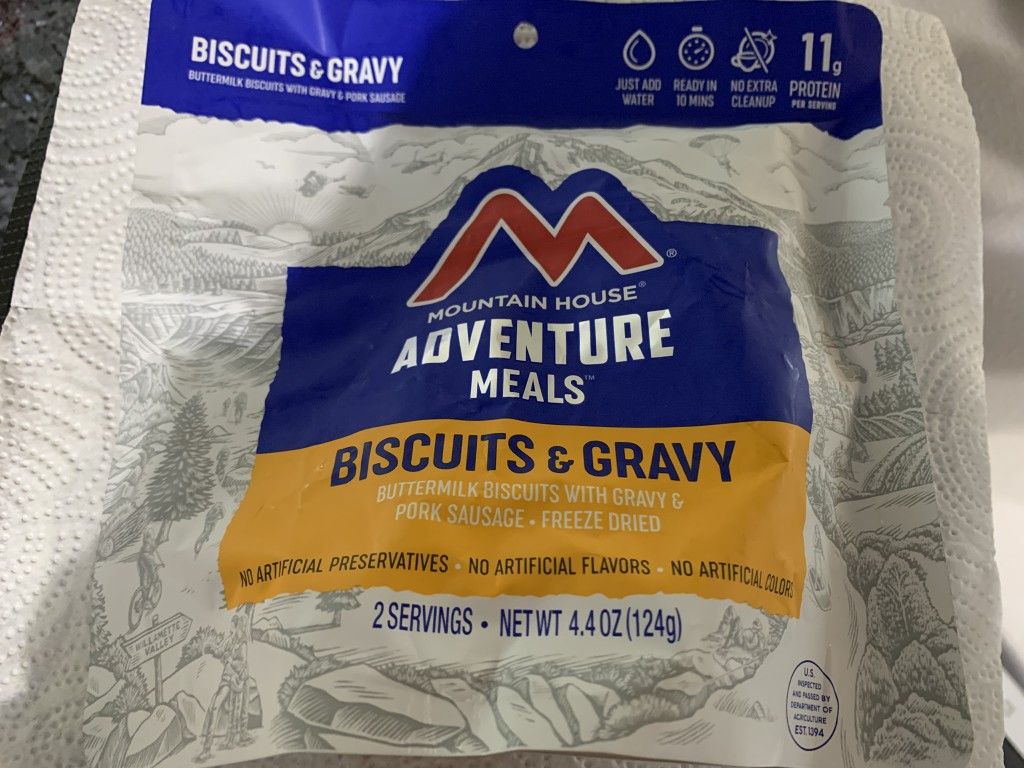 BISCUITS & GRAVY
BUTTERMILK BISCUITS WITH GRAVY & PORK SAUSAGE
JUST ADD
WATER
READY IN
10 MINS
NO EXTRA
CLEANUP
11g
PROTEIN
PER SERVING
M®
MOUNTAIN HOUSE®
ADVENTURE
MEALS™
BISCUITS & GRAVY
BUTTERMILK BISCUITS WITH GRAVY &
PORK SAUSAGE • FREEZE DRIED
NO ARTIFICIAL PRESERVATIVES • NO ARTIFICIAL FLAVORS • NO ARTIFICIAL COLORS
2 SERVINGS • NET WT 4.4 OZ (124g)
WILLAMETTE
VALLEY
U.S.
INSPECTED
AND PASSED BY
DEPARTMENT OF
AGRICULTURE
EST. 1394